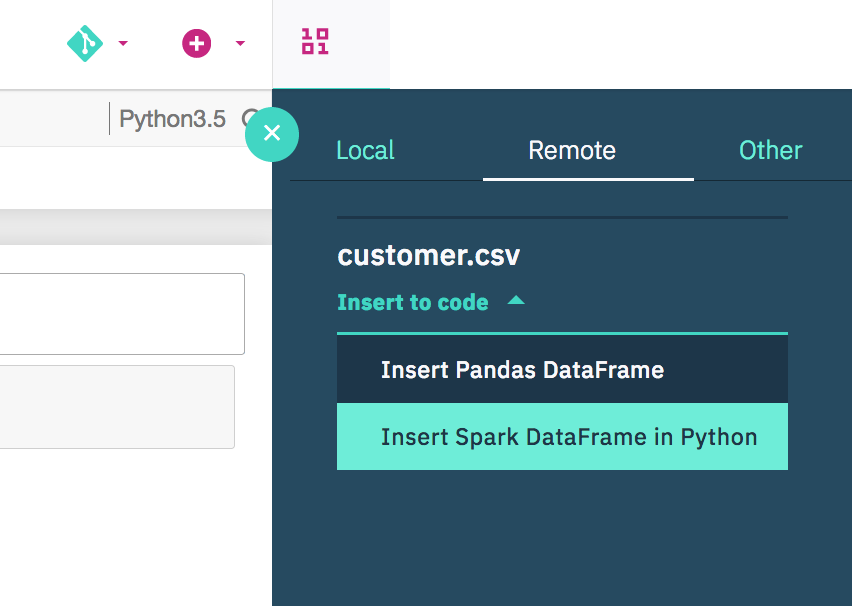 Python3.5
Local
Remote
Other
customer.csv
Insert to code
Insert Pandas DataFrame
Insert Spark DataFrame in Python